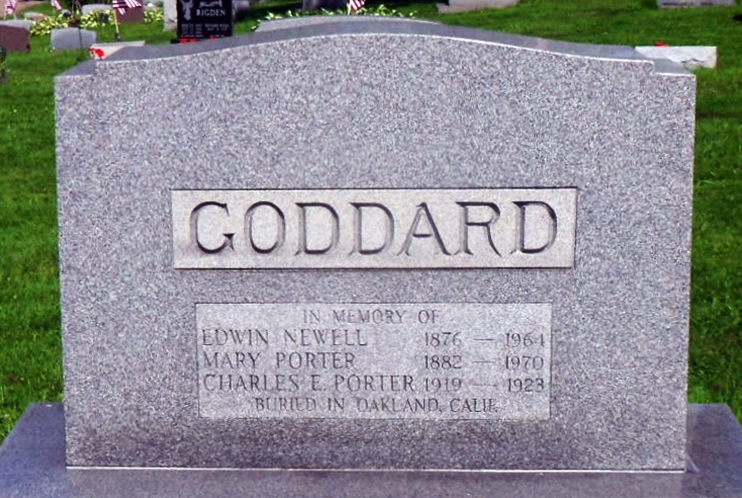 RIGDEN
GODDARD
IN MEMORY OF
EDWIN NEWELL 1876 — 1964
MARY PORTER 1882 — 1970
CHARLES E. PORTER 1919 — 1923
BURIED IN OAKLAND, CALIF.